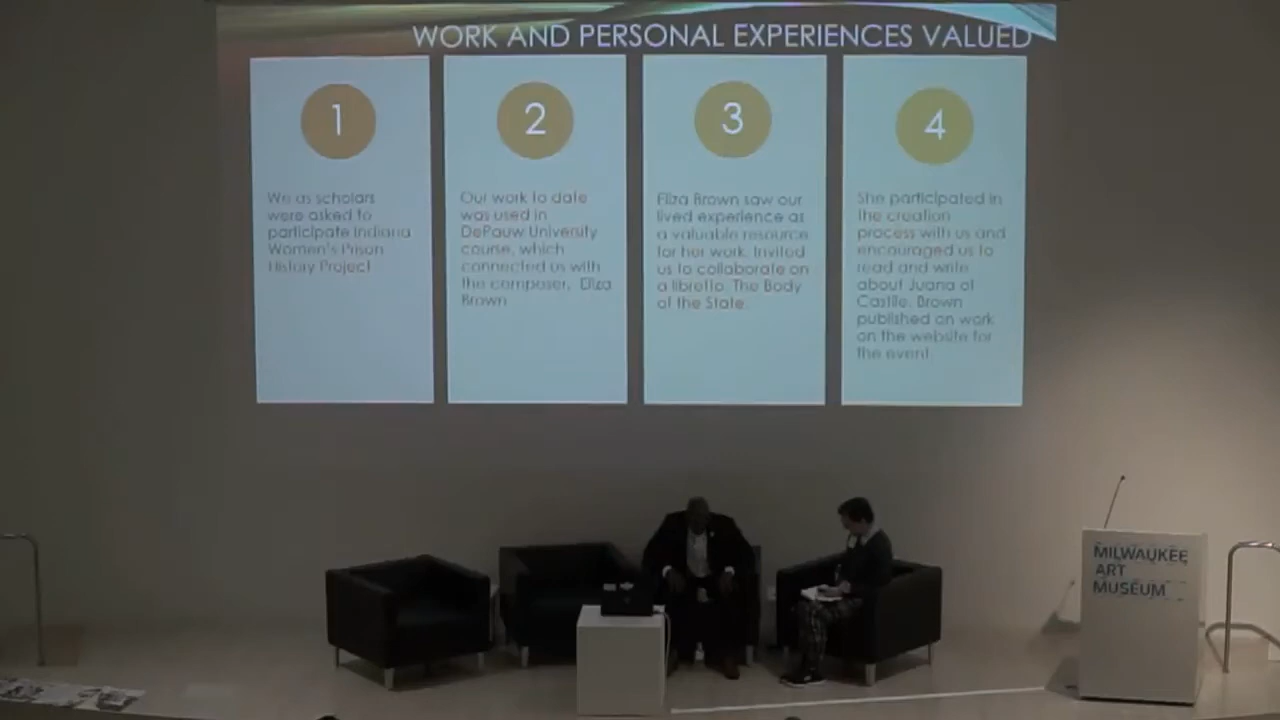 WORK AND PERSONAL EXPERIENCES VALUED
1
We as scholars
were asked to
participate Indiana
Women's Prison
History Project
2
Our work to date
was used in
DePauw University
course, which
connected us with
the composer, Eliza
Brown
3
Eliza Brown saw our
lived experience as
a valuable resource
for her work. Invited
us to collaborate on
a libretto, The Body
of the State.
4
She participated in
the creation
process with us and
encouraged us to
read and write
about Juana of
Castile. Brown
published on work
on the website for
the event.
MILWAUKEE
ART
MUSEUM